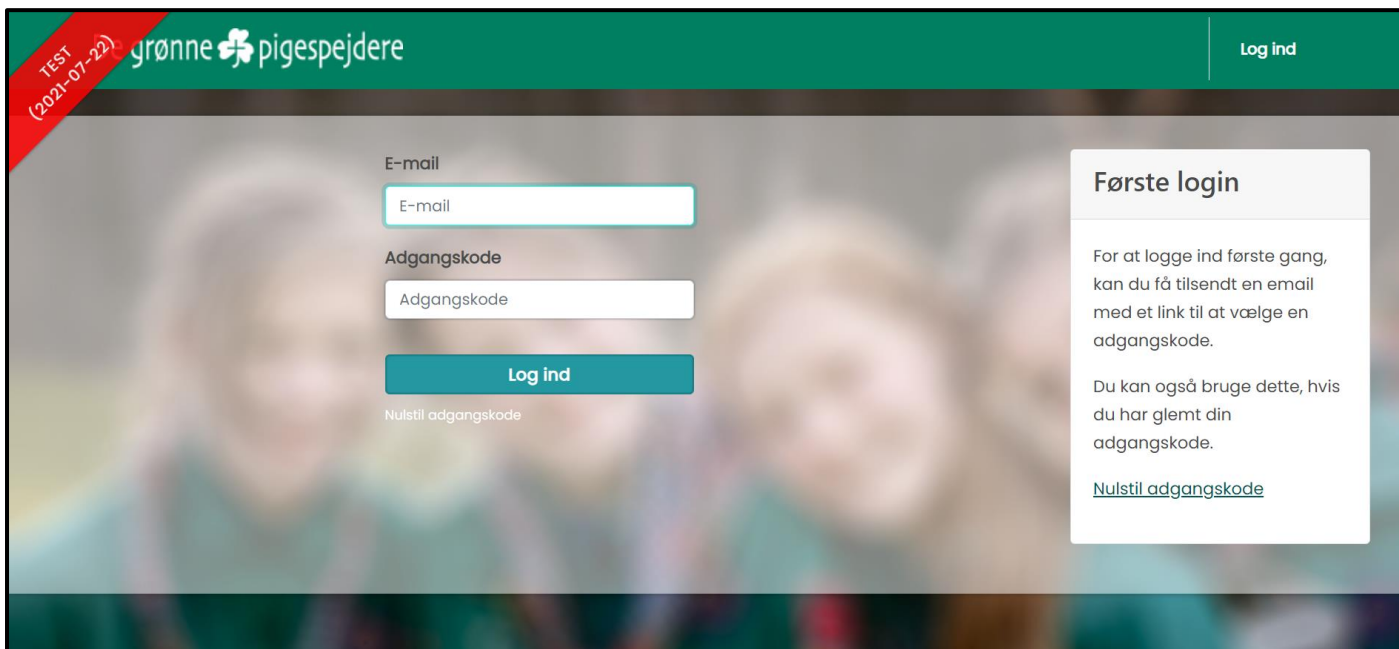 TEST
(2021-07-22)
De grønne pigespejdere
Log ind
E-mail
E-mail
Adgangskode
Adgangskode
Log ind
Nulstil adgangskode
Første login
For at logge ind første gang,
kan du få tilsendt en email
med et link til at vælge en
adgangskode.
Du kan også bruge dette, hvis
du har glemt din
adgangskode.
Nulstil adgangskode